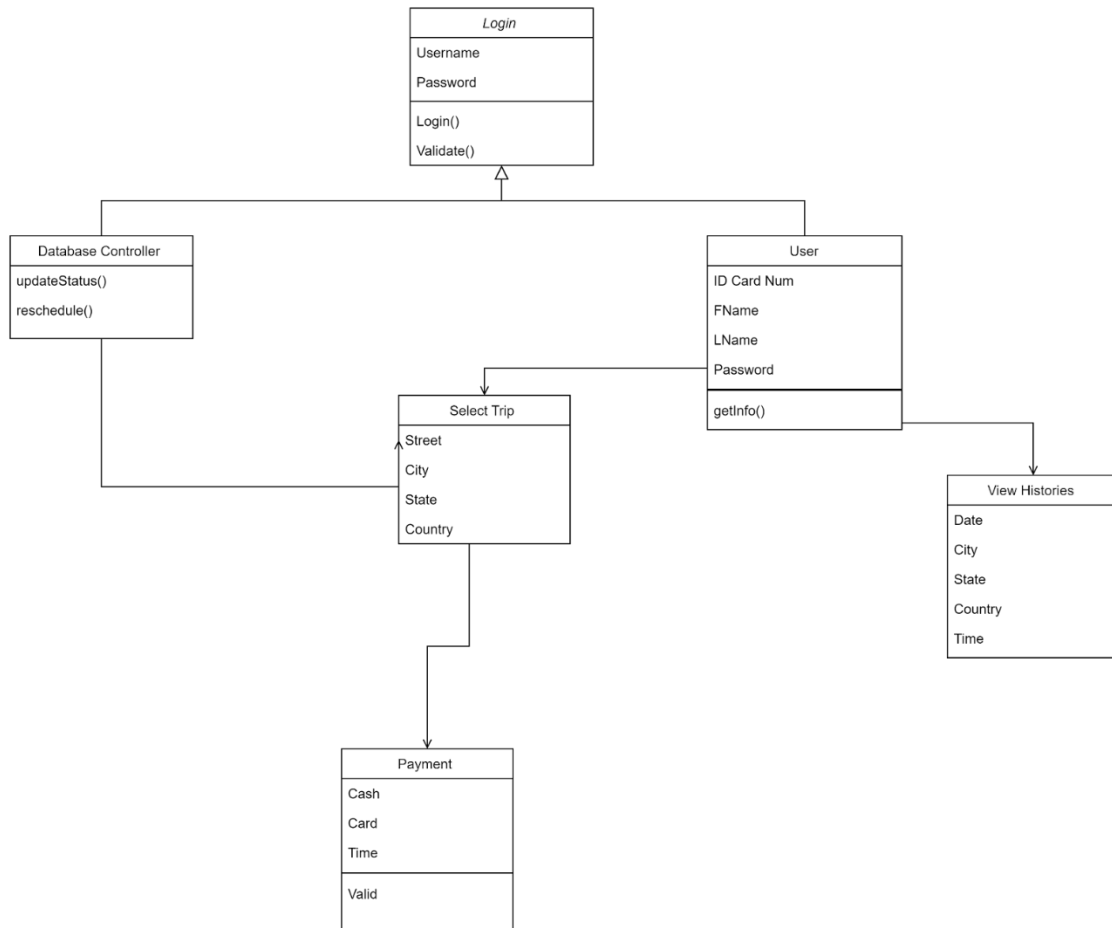 Login
Username
Password
Login()
Validate()
Database Controller
updateStatus()
reschedule()
User
ID Card Num
FName
LName
Password
getInfo()
Select Trip
Street
City
State
Country
View Histories
Date
City
State
Country
Time
Payment
Cash
Card
Time
Valid